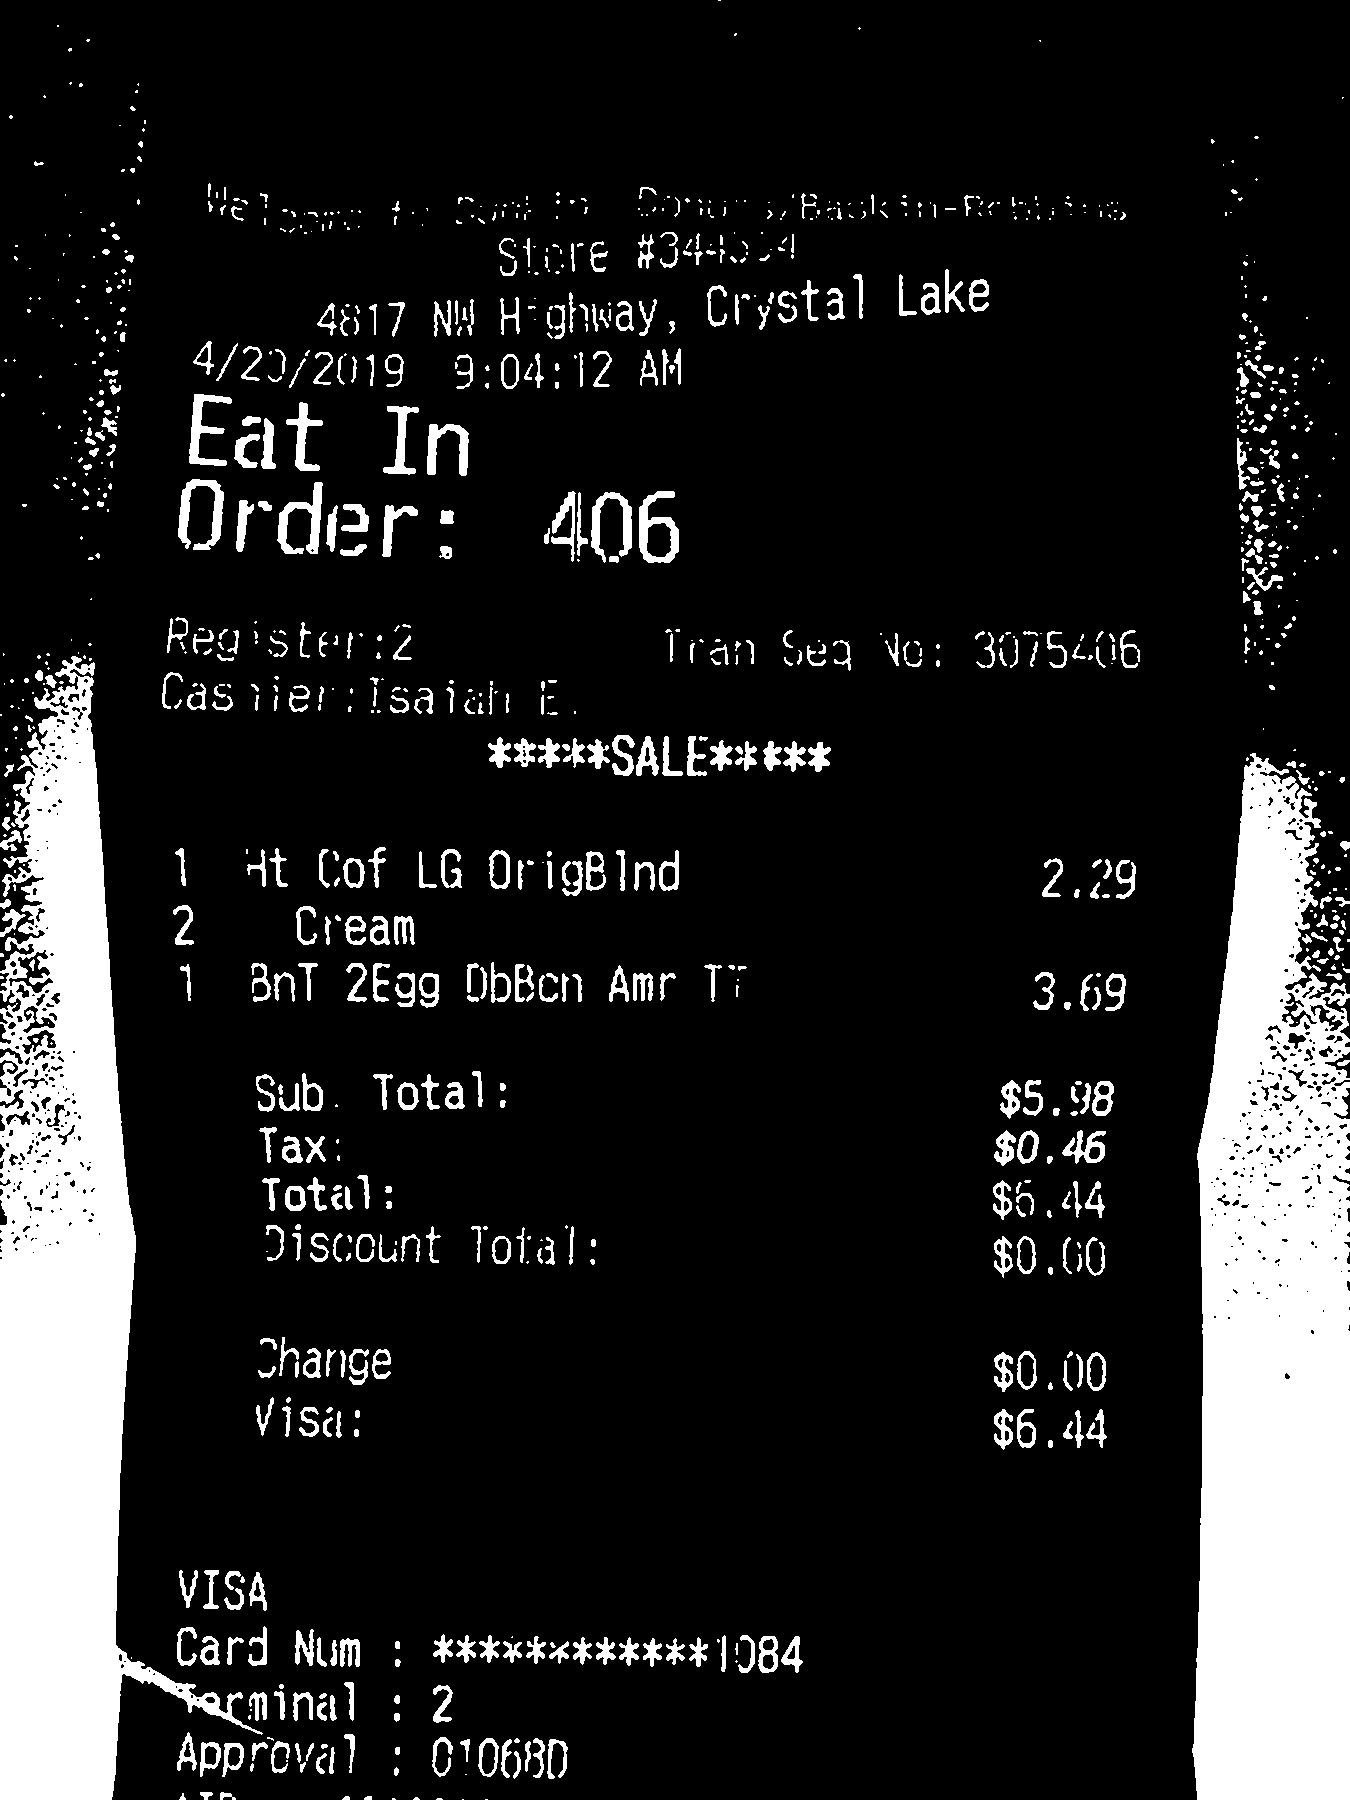 Welcome to Dunkin Donuts/Baskin-Robbins
Store
4817 NW Highway, Crystal Lake
4/20/2019 9:04:12 AM
Eat In
Order: 406
Register:2 Tran Seq No: 3075406
Cashier:Isaiah E.
*****SALE*****
1 Ht Cof LG OrigBlnd 2.29
2 Cream
1 BnT 2Egg DbBcn Amr TT 3.69
Sub. Total: $5.98
Tax: $0.46
Total: $6.44
Discount Total: $0.00
Change $0.00
Visa: $6.44
VISA
Card Num : ************1084
Terminal : 2
Approval : 01068D